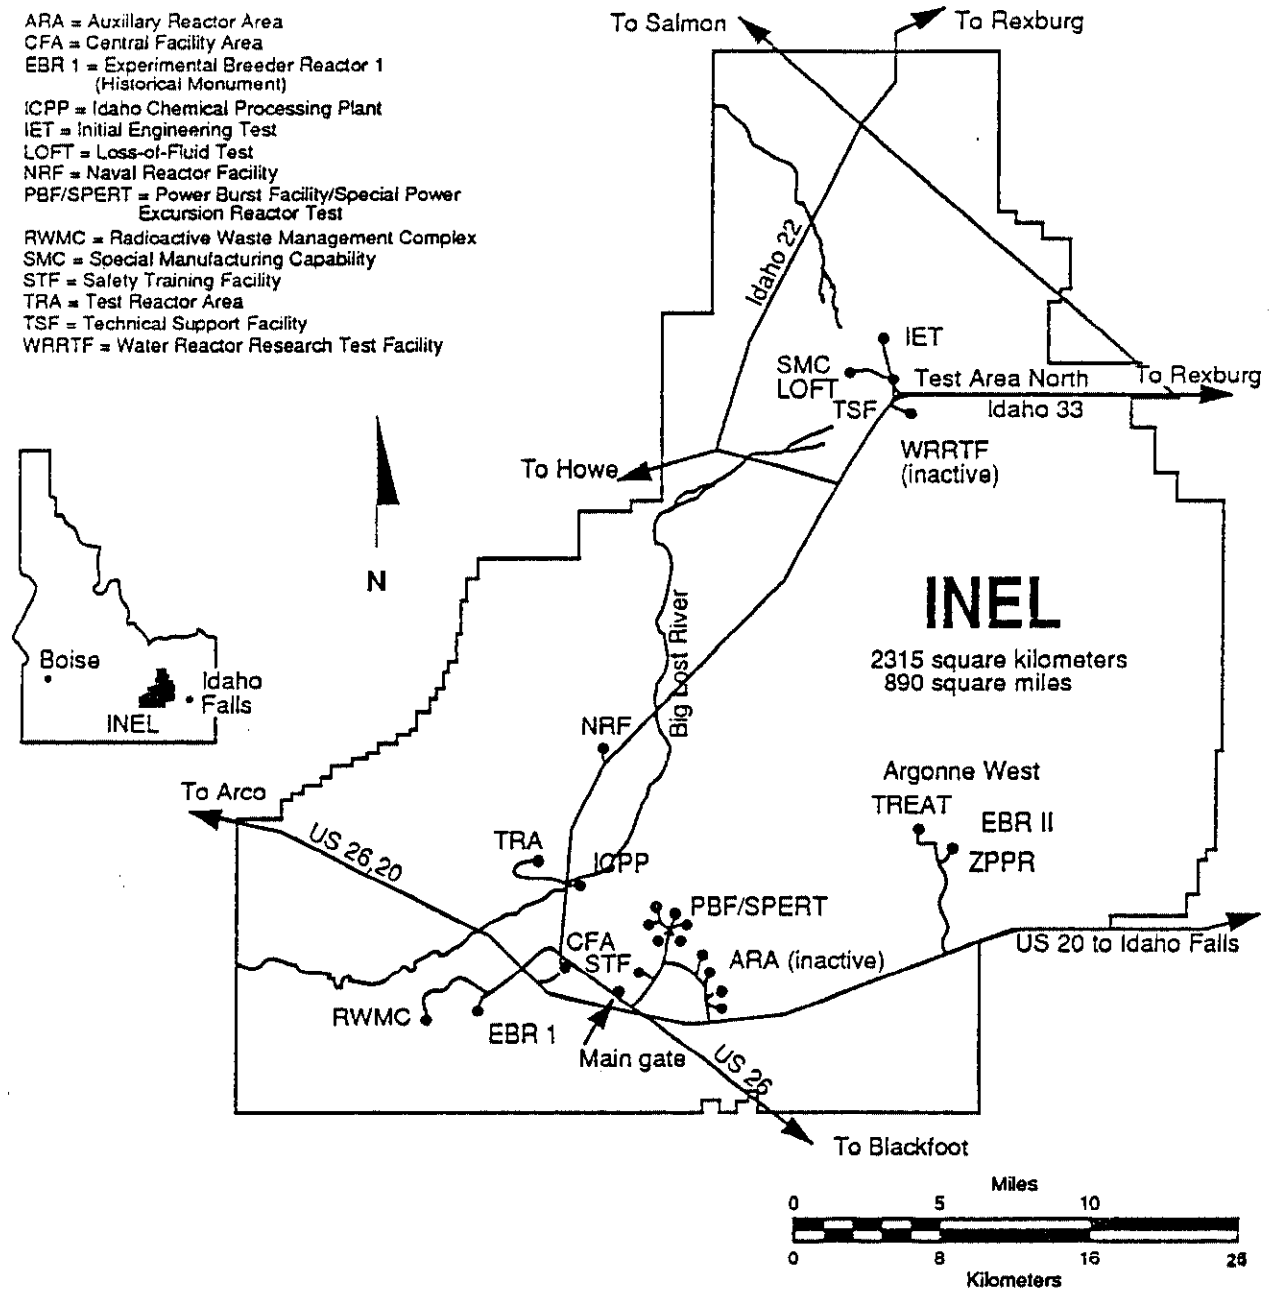 ARA = Auxillary Reactor Area
CFA = Central Facility Area
EBR 1 = Experimental Breeder Reactor 1
(Historical Monument)
ICPP = Idaho Chemical Processing Plant
IET = Initial Engineering Test
LOFT = Loss-of-Fluid Test
NRF = Naval Reactor Facility
PBF/SPERT = Power Burst Facility/Special Power
Excursion Reactor Test
RWMC = Radioactive Waste Management Complex
SMC = Special Manufacturing Capability
STF = Safety Training Facility
TRA = Test Reactor Area
TSF = Technical Support Facility
WRRTF = Water Reactor Research Test Facility
To Salmon
To Rexburg
Idaho 22
IET
SMC
LOFT
TSF
Test Area North
To Rexburg
Idaho 33
WRRTF
(inactive)
To Howe
N
INEL
2315 square kilometers
890 square miles
Big Lost River
Boise
Idaho
Falls
INEL
NRF
To Arco
US 26,20
Argonne West
TREAT
EBR II
ZPPR
TRA
ICPP
PBF/SPERT
CFA
STF
ARA (inactive)
US 20 to Idaho Falls
RWMC
EBR 1
Main gate
US 26
To Blackfoot
Miles
0 5 10
0 8 16
Kilometers